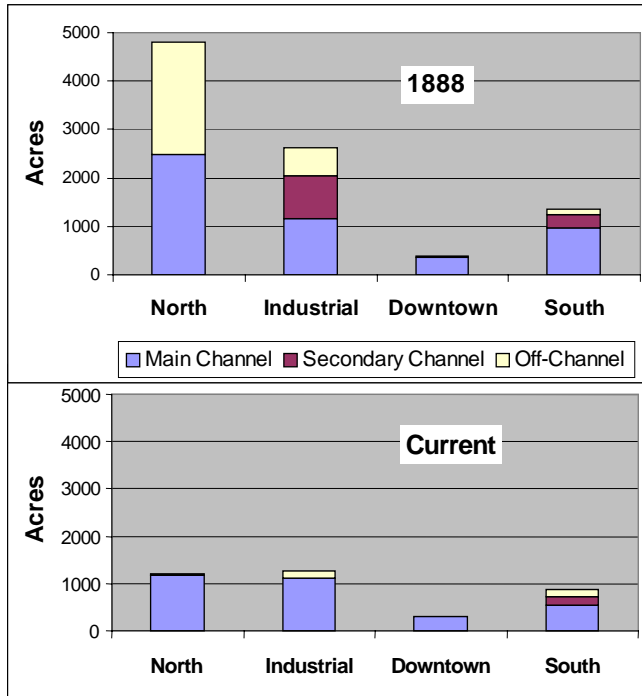 5000
4000
3000
2000
1000
0
Acres
1888
North Industrial Downtown South
Main Channel Secondary Channel Off-Channel
5000
4000
3000
2000
1000
0
Acres
Current
North Industrial Downtown South